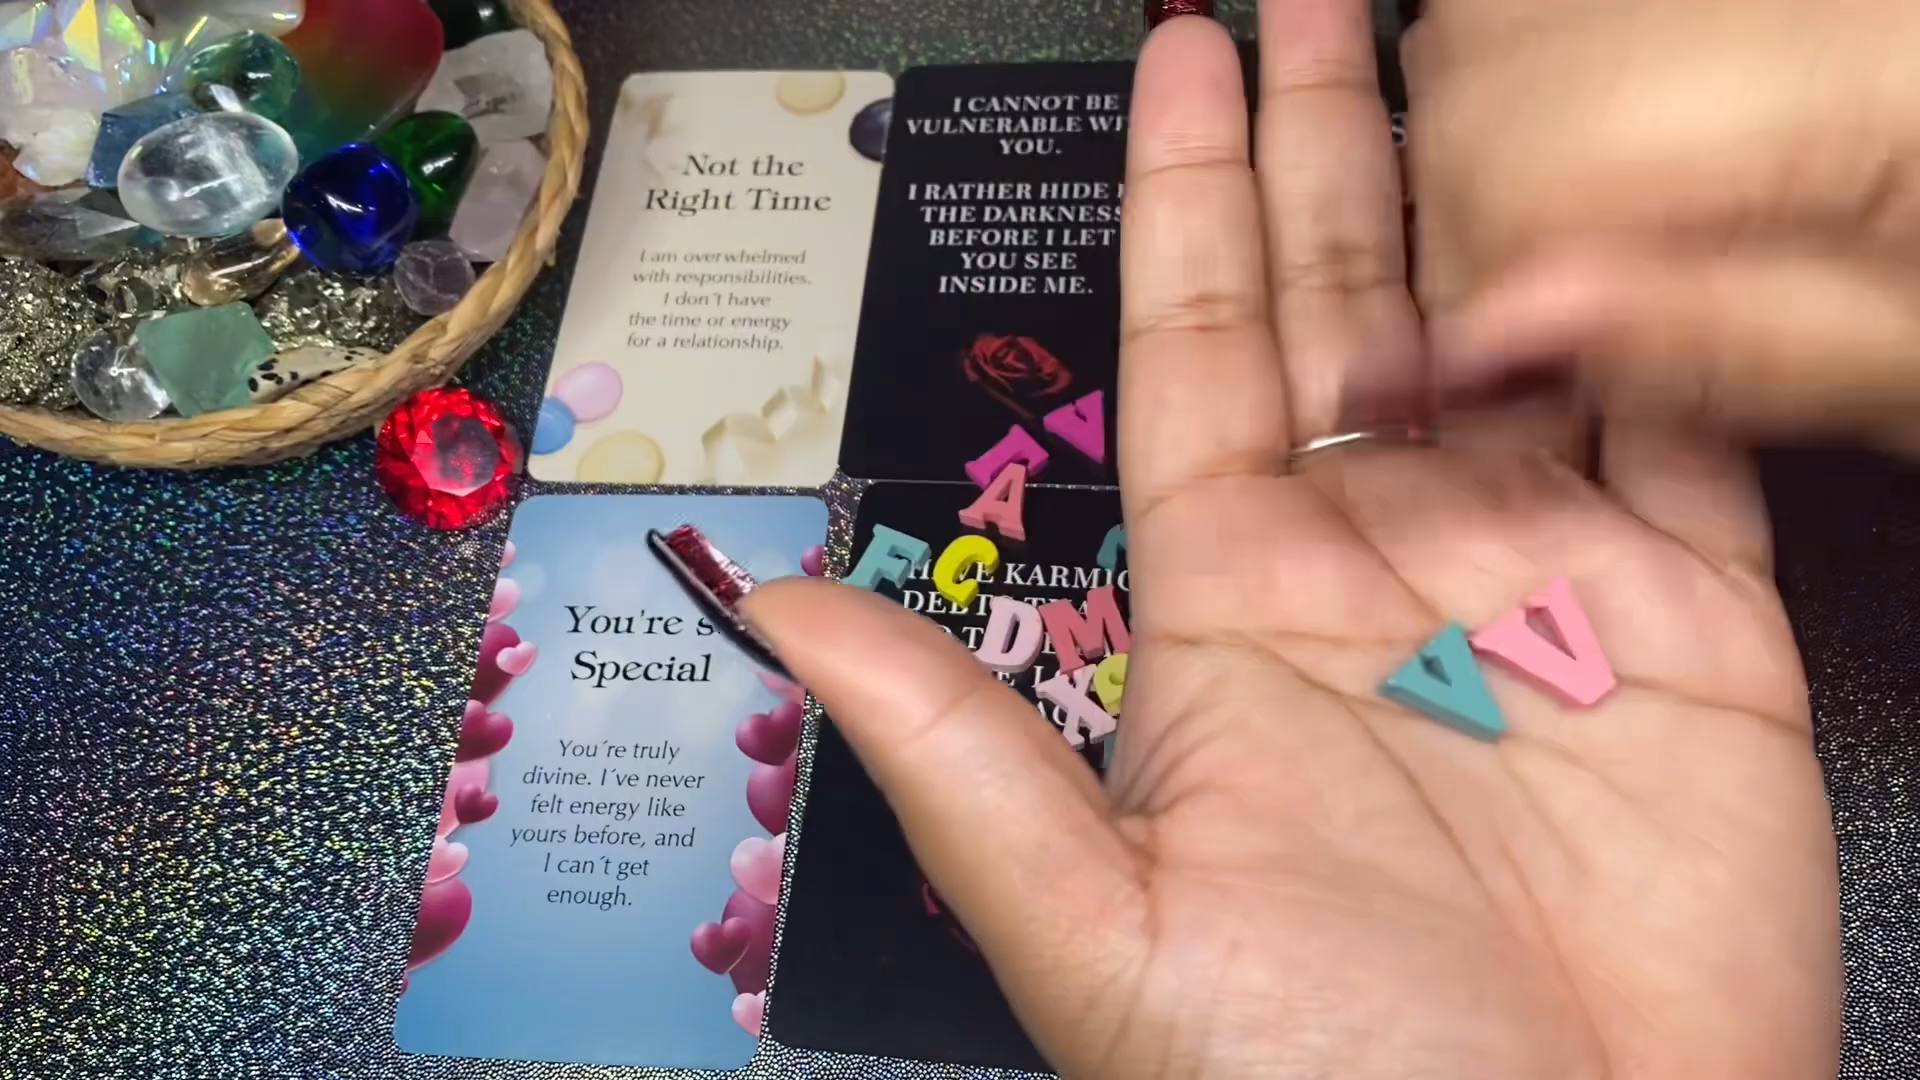 Not the
Right Time
I am overwhelmed
with responsibilities.
I don't have
the time or energy
for a relationship.
I CANNOT BE
VULNERABLE
YOU.
I RATHER HIDE
THE DARKNESS
BEFORE I LET
YOU SEE
INSIDE ME.
You're
Special
You're truly
divine. I've never
felt energy like
yours before, and
I can't get
enough.
KARMIC
V
A
F
C
D
M
X
V
V